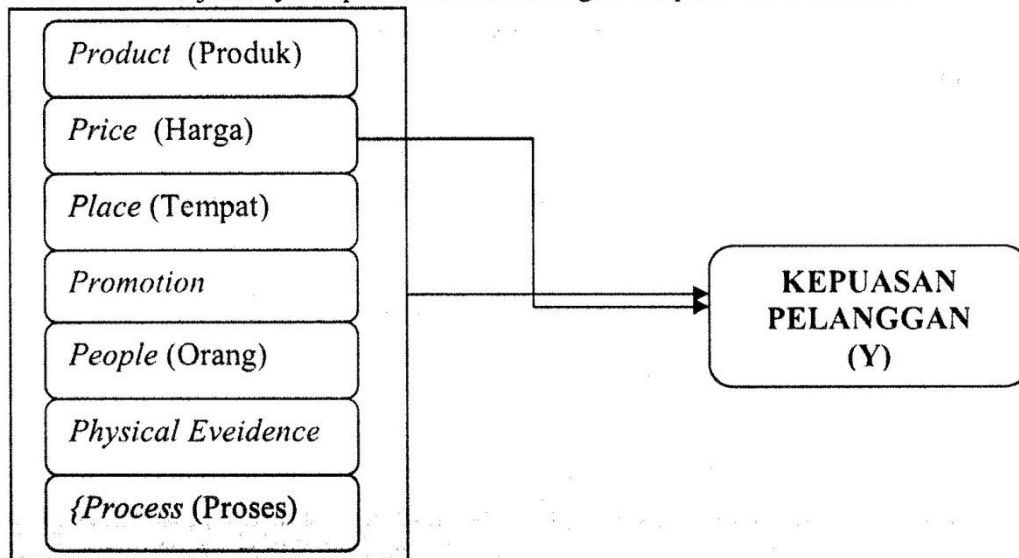 Product (Produk)
Price (Harga)
Place (Tempat)
Promotion
People (Orang)
Physical Eveidence
{Process (Proses)
KEPUASAN
PELANGGAN
(Y)